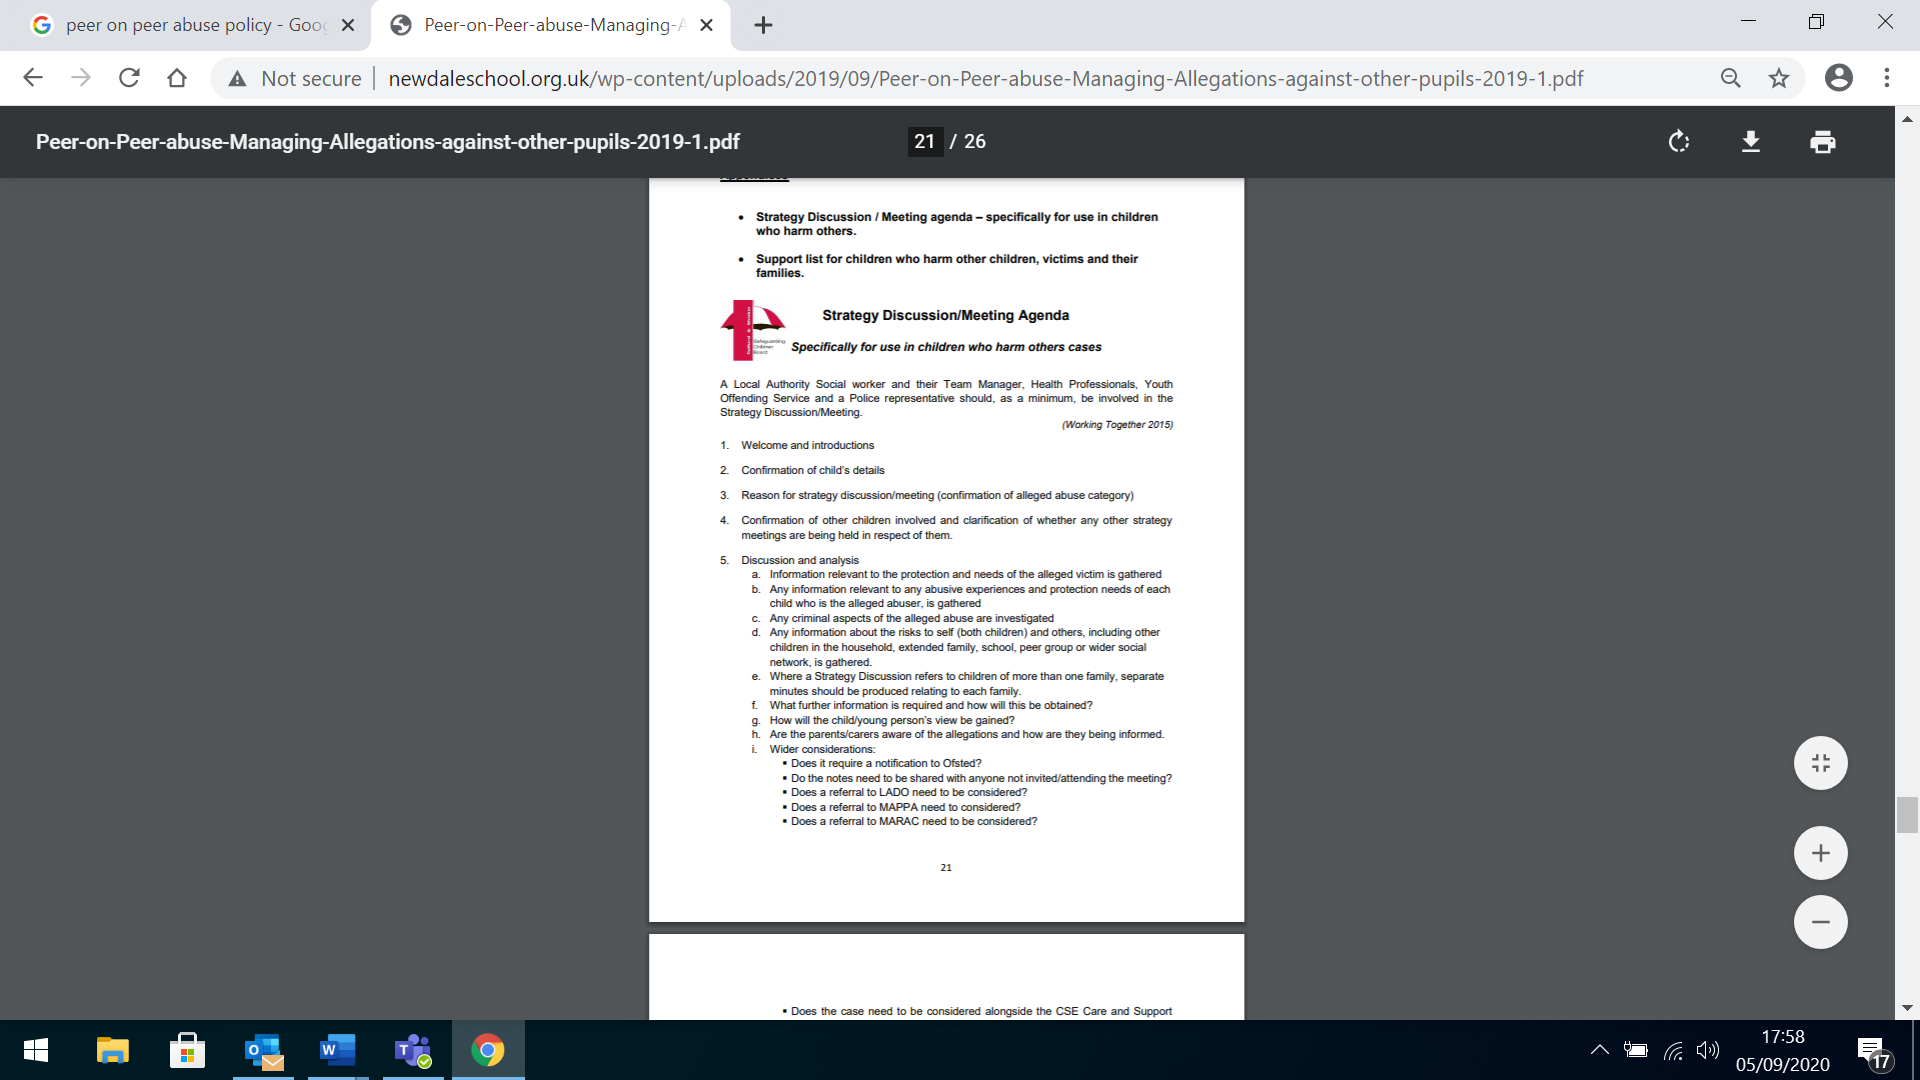 peer on peer abuse policy - Goo
Peer-on-Peer-abuse-Managing-A
Not secure
newdaleschool.org.uk/wp-content/uploads/2019/09/Peer-on-Peer-abuse-Managing-Allegations-against-other-pupils-2019-1.pdf
Peer-on-Peer-abuse-Managing-Allegations-against-other-pupils-2019-1.pdf
21 / 26
• Strategy Discussion / Meeting agenda – specifically for use in children
who harm others.
• Support list for children who harm other children, victims and their
families.
Safeguarding
Children
Board
Strategy Discussion/Meeting Agenda
Specifically for use in children who harm others cases
A Local Authority Social worker and their Team Manager, Health Professionals, Youth
Offending Service and a Police representative should, as a minimum, be involved in the
Strategy Discussion/Meeting.
(Working Together 2015)
1. Welcome and introductions
2. Confirmation of child's details
3. Reason for strategy discussion/meeting (confirmation of alleged abuse category)
4. Confirmation of other children involved and clarification of whether any other strategy
meetings are being held in respect of them.
5. Discussion and analysis
a. Information relevant to the protection and needs of the alleged victim is gathered
b. Any information relevant to any abusive experiences and protection needs of each
child who is the alleged abuser, is gathered
c. Any criminal aspects of the alleged abuse are investigated
d. Any information about the risks to self (both children) and others, including other
children in the household, extended family, school, peer group or wider social
network, is gathered.
e. Where a Strategy Discussion refers to children of more than one family, separate
minutes should be produced relating to each family.
f. What further information is required and how will this be obtained?
g. How will the child/young person's view be gained?
h. Are the parents/carers aware of the allegations and how are they being informed.
i. Wider considerations:
▪ Does it require a notification to Ofsted?
▪ Do the notes need to be shared with anyone not invited/attending the meeting?
▪ Does a referral to LADO need to be considered?
▪ Does a referral to MAPPA need to considered?
▪ Does a referral to MARAC need to be considered?
21
▪ Does the case need to be considered alongside the CSE Care and Support
17:58
05/09/2020
17